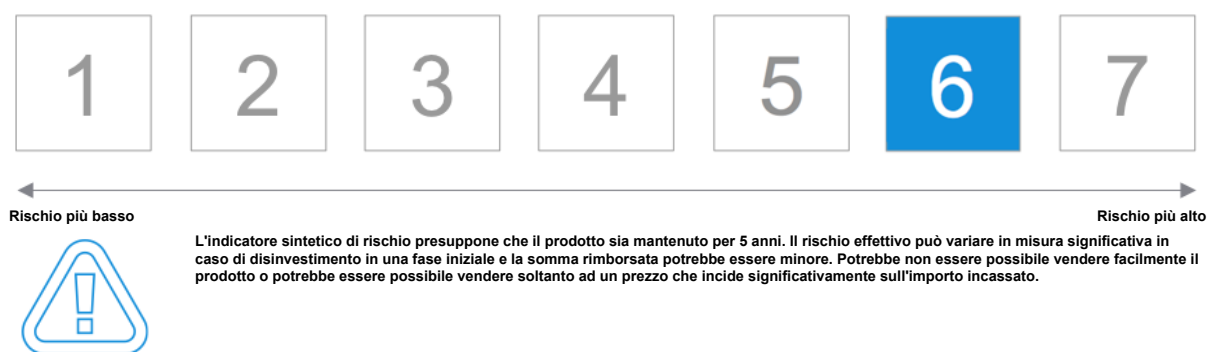 1 2 3 4 5 6 7
Rischio più basso Rischio più alto
L'indicatore sintetico di rischio presuppone che il prodotto sia mantenuto per 5 anni. Il rischio effettivo può variare in misura significativa in
caso di disinvestimento in una fase iniziale e la somma rimborsata potrebbe essere minore. Potrebbe non essere possibile vendere facilmente il
prodotto o potrebbe essere possibile vendere soltanto ad un prezzo che incide significativamente sull'importo incassato.